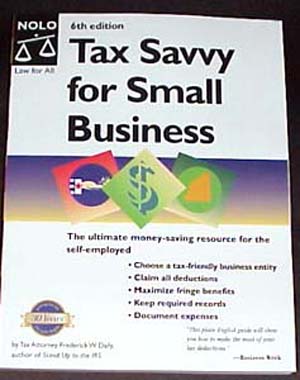 NOLO
6th edition
Law for All
Tax Savvy
for Small
Business
The ultimate money-saving resource for the
self-employed
• Choose a tax-friendly business entity
• Claim all deductions
• Maximize fringe benefits
• Keep required records
• Document expenses
30 Years
by Tax Attorney Frederick W. Daily,
author of Stand Up to the IRS
"This plain-English guide will show
you how to make the most of your
tax deductions."
—Business Week